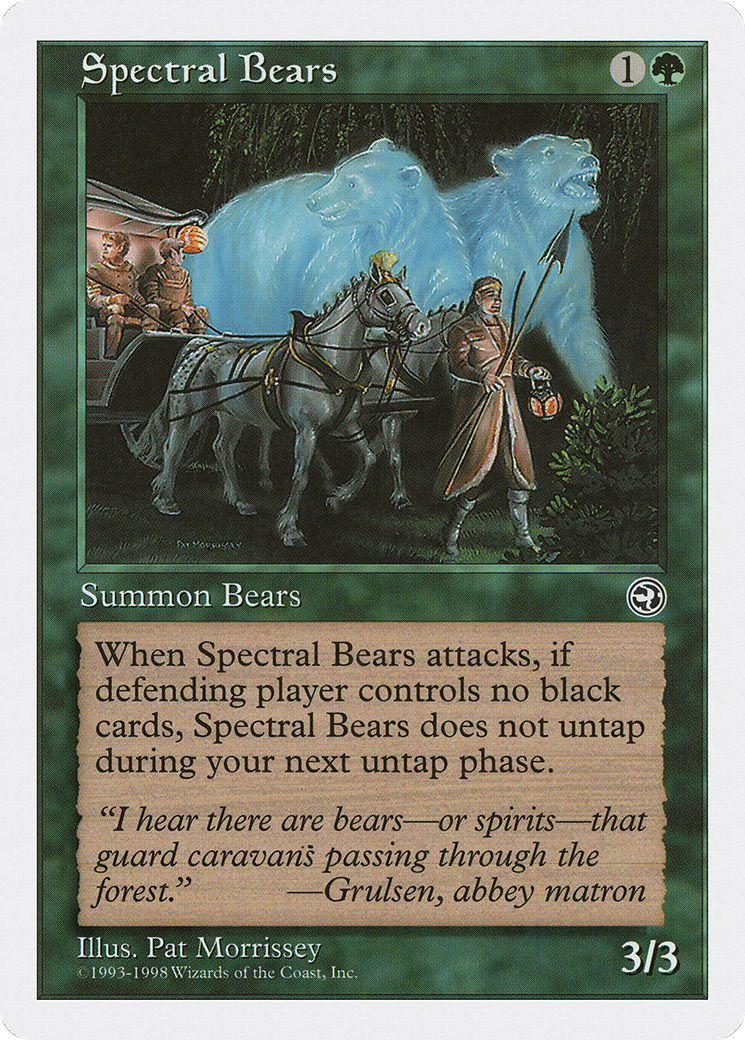 Spectral Bears 1
PAT MORRISSEY
Summon Bears
When Spectral Bears attacks, if
defending player controls no black
cards, Spectral Bears does not untap
during your next untap phase.
“I hear there are bears—or spirits—that
guard caravans passing through the
forest.” —Grulsen, abbey matron
Illus. Pat Morrissey
©1993-1998 Wizards of the Coast, Inc.
3/3